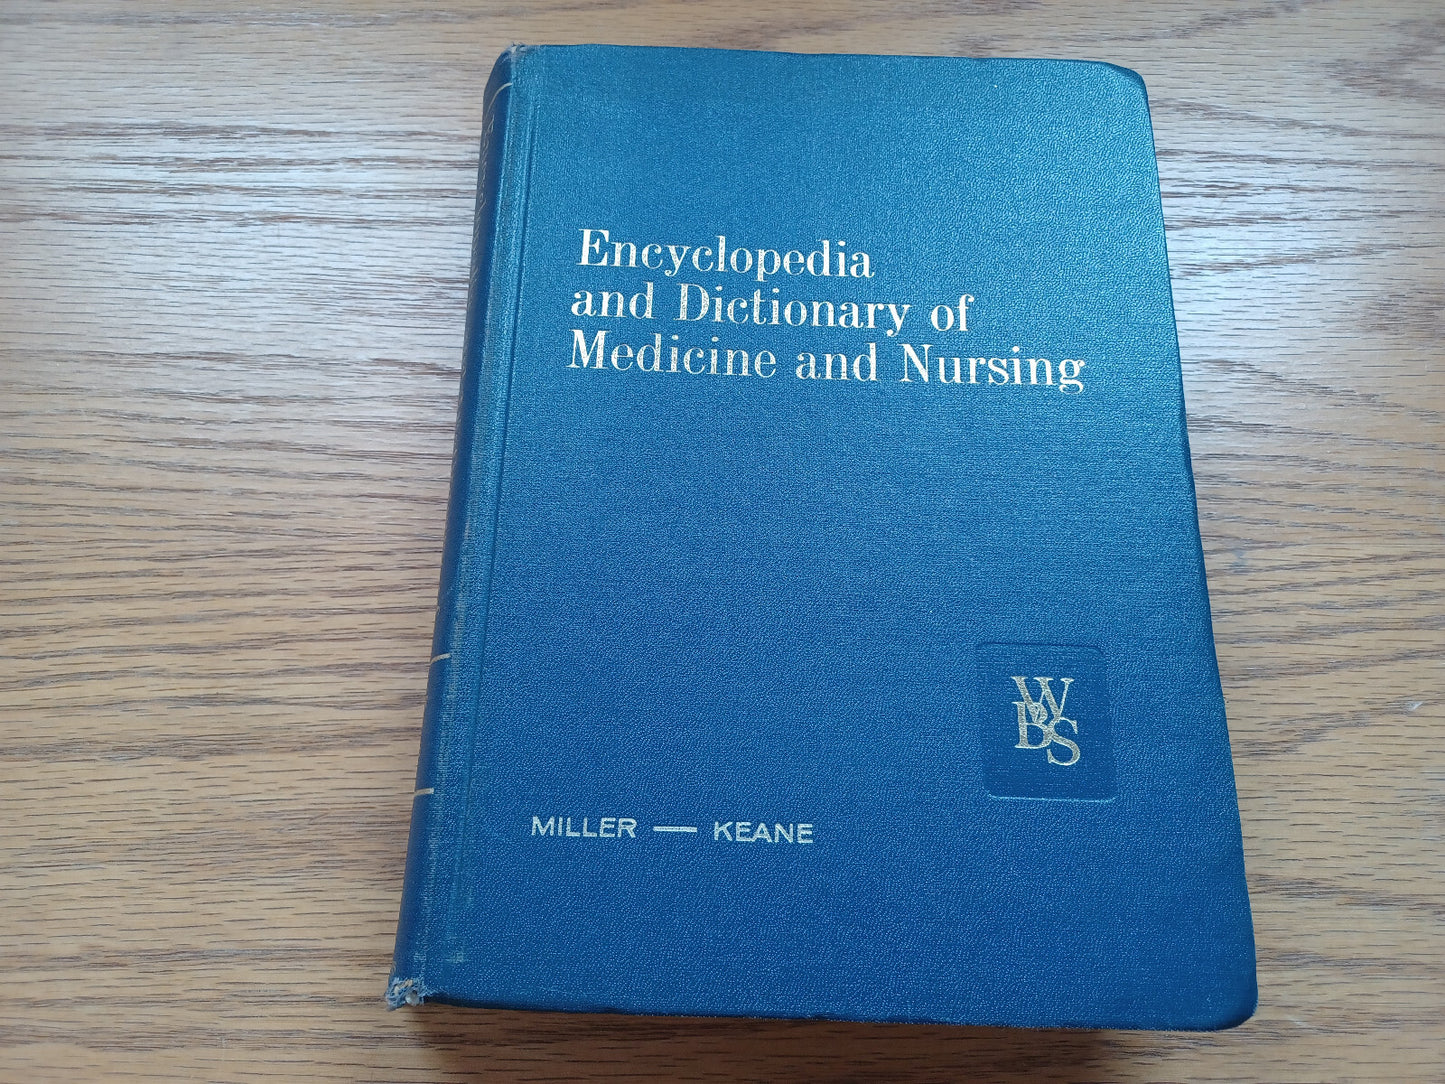 Encyclopedia
and Dictionary of
Medicine and Nursing
WBS
MILLER — KEANE